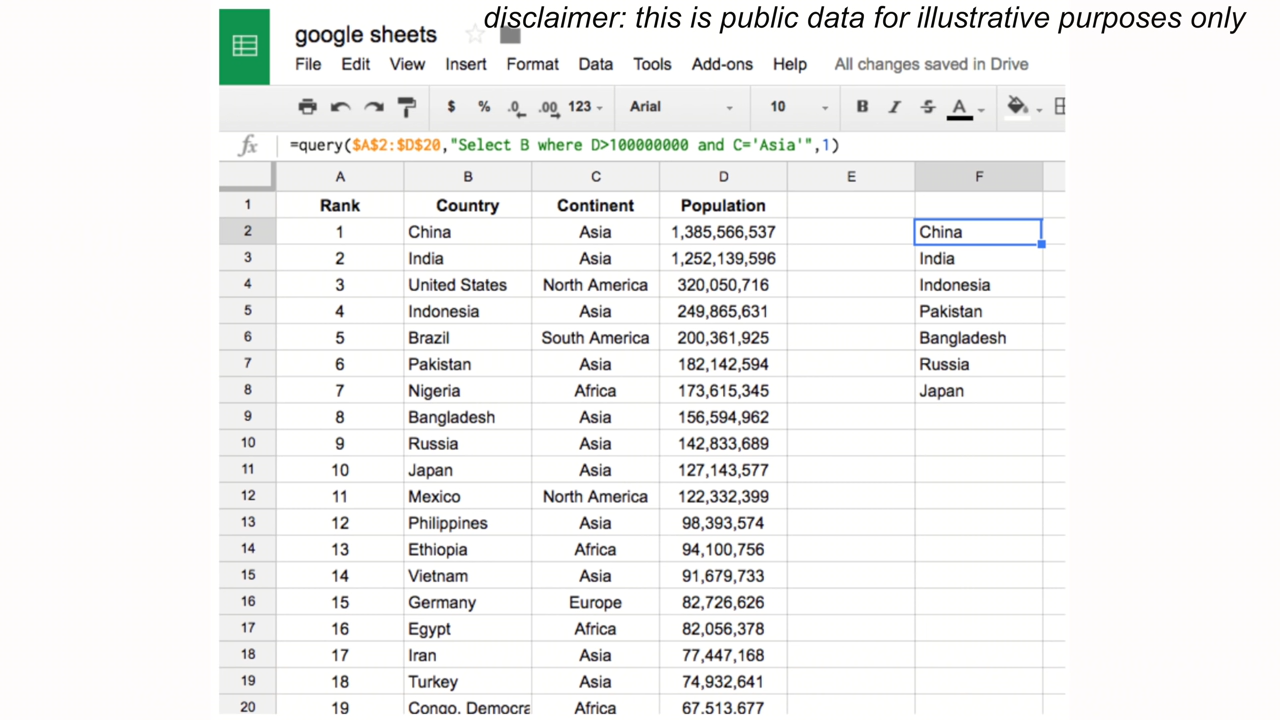 disclaimer: this is public data for illustrative purposes only
google sheets
File Edit View Insert Format Data Tools Add-ons Help All changes saved in Drive
$ % .0 .00 123 Arial 10 B I S A
fx =query($A$2:$D$20,"Select B where D>100000000 and C='Asia'",1)
A B C D E F
1 Rank Country Continent Population
2 1 China Asia 1,385,566,537 China
3 2 India Asia 1,252,139,596 India
4 3 United States North America 320,050,716 Indonesia
5 4 Indonesia Asia 249,865,631 Pakistan
6 5 Brazil South America 200,361,925 Bangladesh
7 6 Pakistan Asia 182,142,594 Russia
8 7 Nigeria Africa 173,615,345 Japan
9 8 Bangladesh Asia 156,594,962
10 9 Russia Asia 142,833,689
11 10 Japan Asia 127,143,577
12 11 Mexico North America 122,332,399
13 12 Philippines Asia 98,393,574
14 13 Ethiopia Africa 94,100,756
15 14 Vietnam Asia 91,679,733
16 15 Germany Europe 82,726,626
17 16 Egypt Africa 82,056,378
18 17 Iran Asia 77,447,168
19 18 Turkey Asia 74,932,641
20 19 Congo, Democra Africa 67,513,677